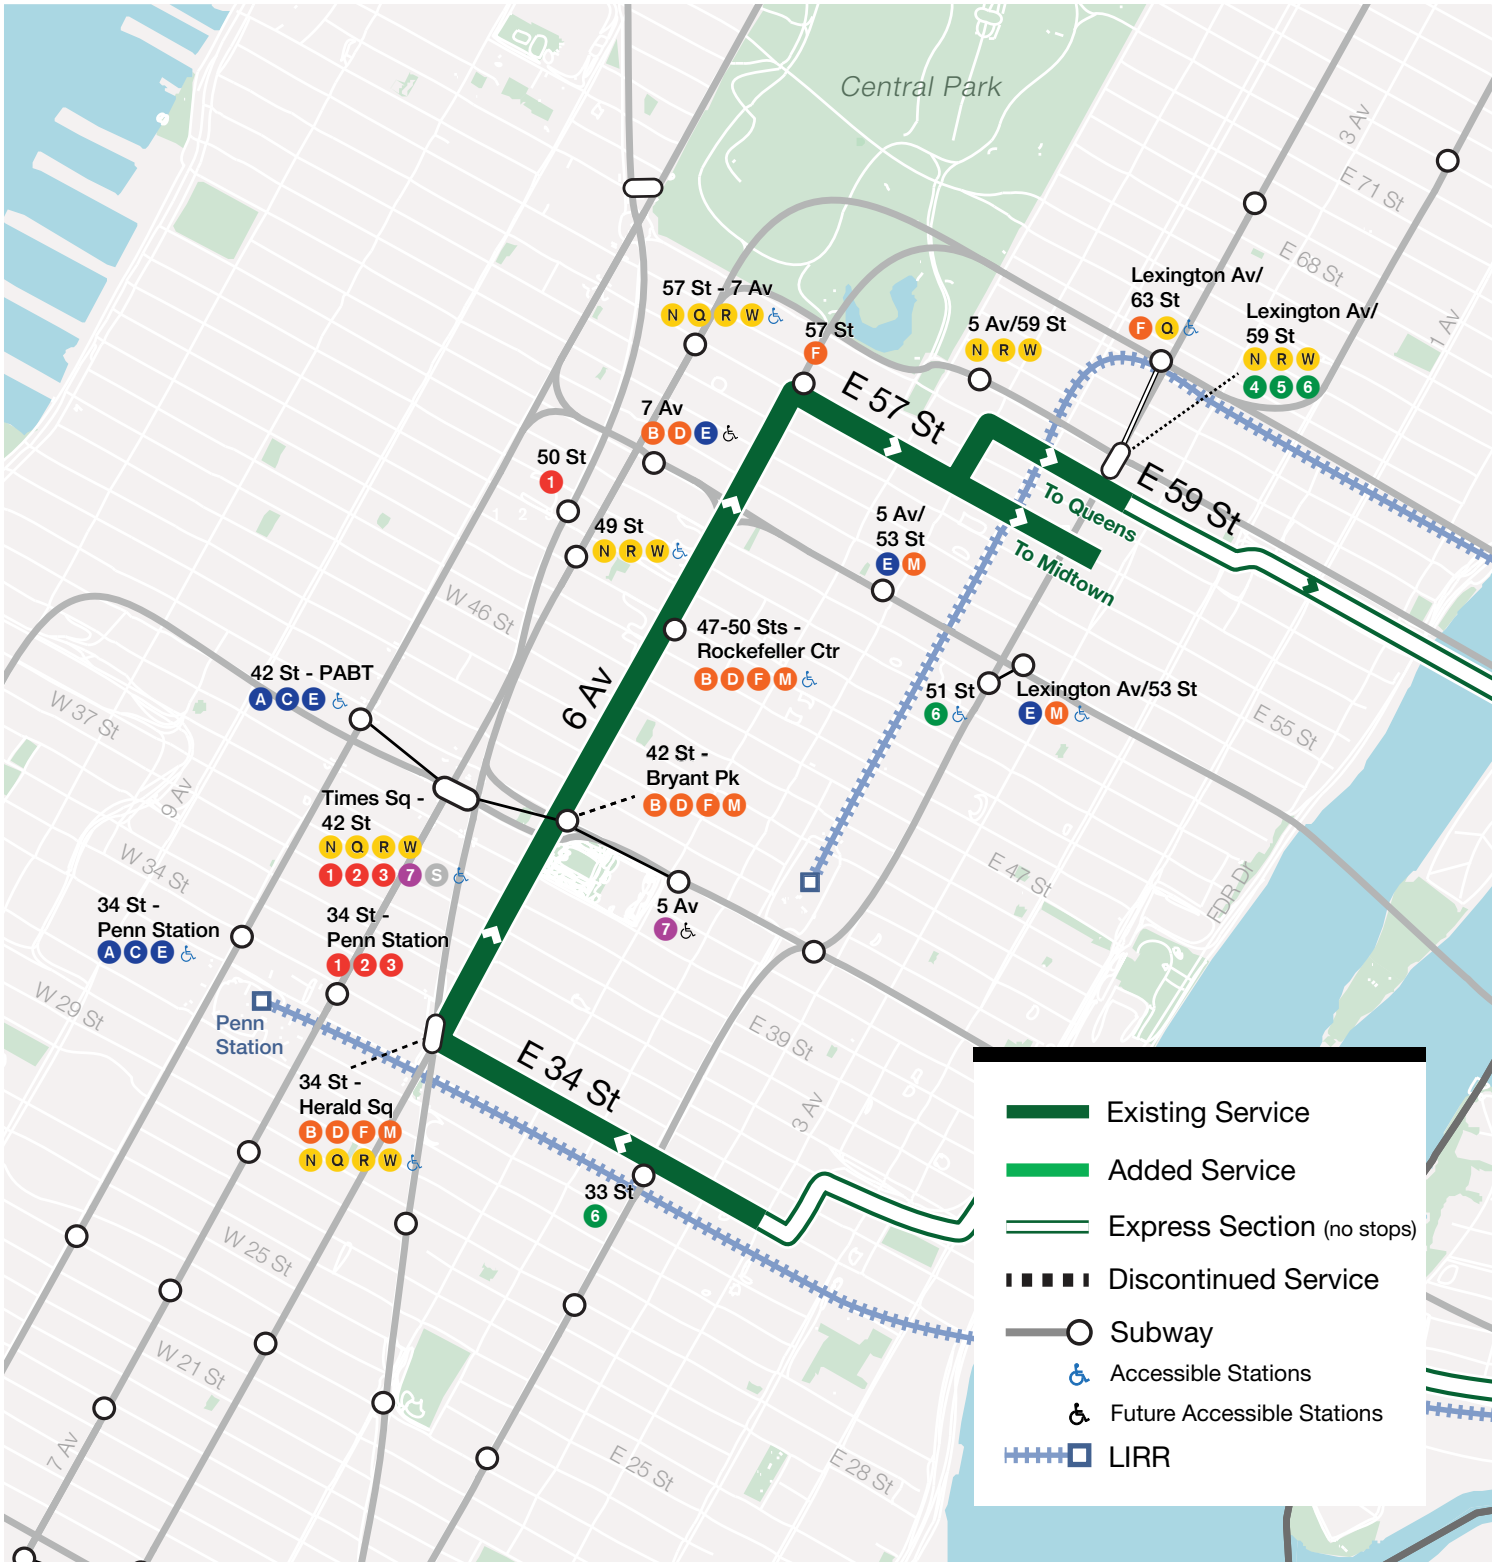 Central Park
3 Av
E 71 St
E 68 St
1 Av
Lexington Av/
63 St
F Q
Lexington Av/
59 St
N R W
4 5 6
57 St - 7 Av
N Q R W
57 St
F
5 Av/59 St
N R W
E 57 St
7 Av
B D E
50 St
1
49 St
N R W
E 59 St
To Queens
To Midtown
5 Av/
53 St
E M
W 46 St
47-50 Sts -
Rockefeller Ctr
B D F M
6 Av
42 St - PABT
A C E
51 St
6
Lexington Av/53 St
E M
E 55 St
W 37 St
9 Av
42 St -
Bryant Pk
B D F M
Times Sq -
42 St
N Q R W
1 2 3 7 S
W 34 St
E 47 St
FDR Dr
34 St -
Penn Station
A C E
34 St -
Penn Station
1 2 3
5 Av
7
W 29 St
Penn
Station
E 39 St
E 34 St
3 Av
34 St -
Herald Sq
B D F M
N Q R W
33 St
6
W 25 St
W 21 St
7 Av
E 25 St
E 28 St
Existing Service
Added Service
Express Section (no stops)
Discontinued Service
Subway
Accessible Stations
Future Accessible Stations
LIRR